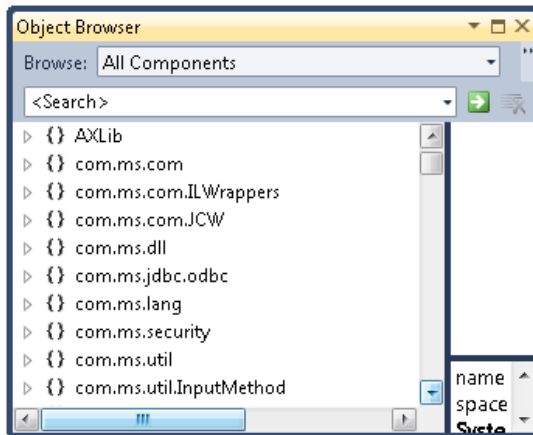 Object Browser
Browse: All Components
<Search>
{} AXLib
{} com.ms.com
{} com.ms.com.ILWrappers
{} com.ms.com.JCW
{} com.ms.dll
{} com.ms.jdbc.odbc
{} com.ms.lang
{} com.ms.security
{} com.ms.util
{} com.ms.util.InputMethod
name
space
Syste